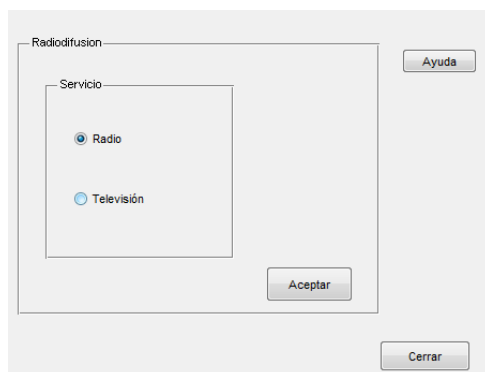 Radiodifusion
Ayuda
Servicio
Radio
Televisión
Aceptar
Cerrar